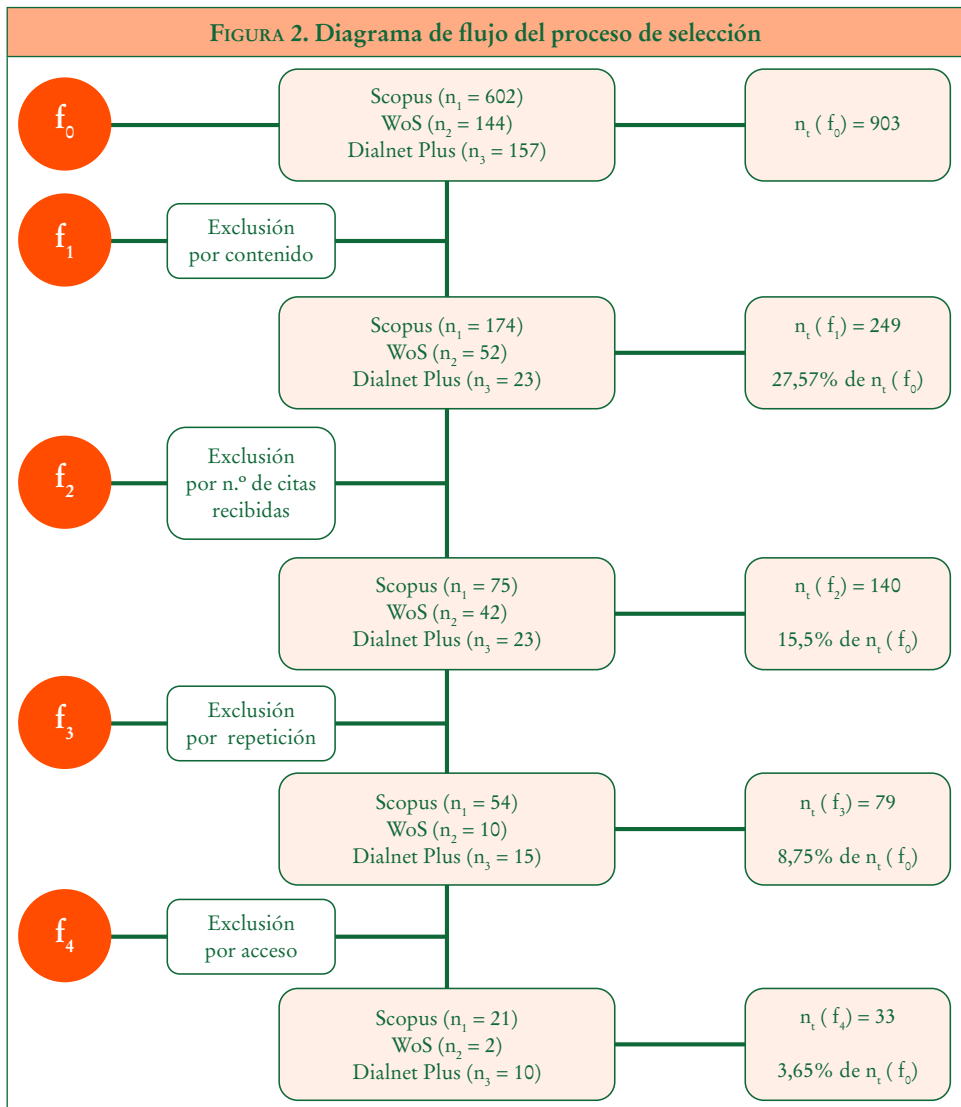 FIGURA 2. Diagrama de flujo del proceso de selección
f₀
Scopus (n₁ = 602)
WoS (n₂ = 144)
Dialnet Plus (n₃ = 157)
nₜ ( f₀) = 903
f₁
Exclusión
por contenido
Scopus (n₁ = 174)
WoS (n₂ = 52)
Dialnet Plus (n₃ = 23)
nₜ ( f₁) = 249
27,57% de nₜ ( f₀)
f₂
Exclusión
por n.º de citas
recibidas
Scopus (n₁ = 75)
WoS (n₂ = 42)
Dialnet Plus (n₃ = 23)
nₜ ( f₂) = 140
15,5% de nₜ ( f₀)
f₃
Exclusión
por repetición
Scopus (n₁ = 54)
WoS (n₂ = 10)
Dialnet Plus (n₃ = 15)
nₜ ( f₃) = 79
8,75% de nₜ ( f₀)
f₄
Exclusión
por acceso
Scopus (n₁ = 21)
WoS (n₂ = 2)
Dialnet Plus (n₃ = 10)
nₜ ( f₄) = 33
3,65% de nₜ ( f₀)